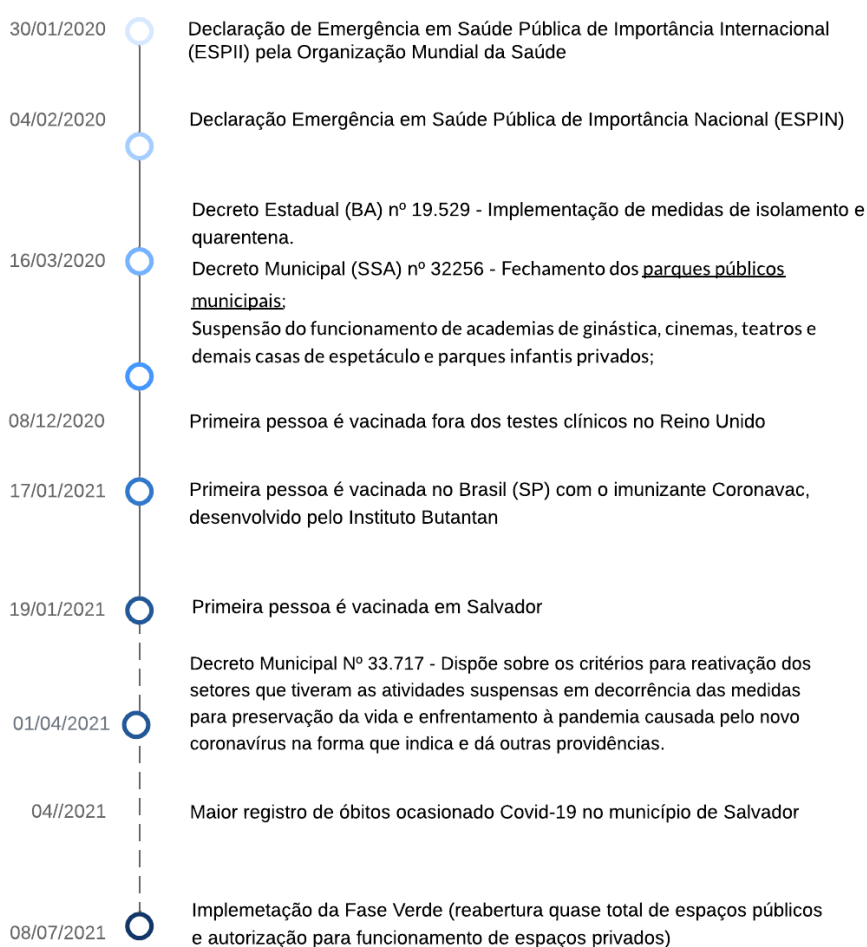 30/01/2020
Declaração de Emergência em Saúde Pública de Importância Internacional
(ESPII) pela Organização Mundial da Saúde
04/02/2020
Declaração Emergência em Saúde Pública de Importância Nacional (ESPIN)
16/03/2020
Decreto Estadual (BA) nº 19.529 - Implementação de medidas de isolamento e
quarentena.
Decreto Municipal (SSA) nº 32256 - Fechamento dos parques públicos
municipais;
Suspensão do funcionamento de academias de ginástica, cinemas, teatros e
demais casas de espetáculo e parques infantis privados;
08/12/2020
Primeira pessoa é vacinada fora dos testes clínicos no Reino Unido
17/01/2021
Primeira pessoa é vacinada no Brasil (SP) com o imunizante Coronavac,
desenvolvido pelo Instituto Butantan
19/01/2021
Primeira pessoa é vacinada em Salvador
01/04/2021
Decreto Municipal Nº 33.717 - Dispõe sobre os critérios para reativação dos
setores que tiveram as atividades suspensas em decorrência das medidas
para preservação da vida e enfrentamento à pandemia causada pelo novo
coronavírus na forma que indica e dá outras providências.
04//2021
Maior registro de óbitos ocasionado Covid-19 no município de Salvador
08/07/2021
Implemetação da Fase Verde (reabertura quase total de espaços públicos
e autorização para funcionamento de espaços privados)